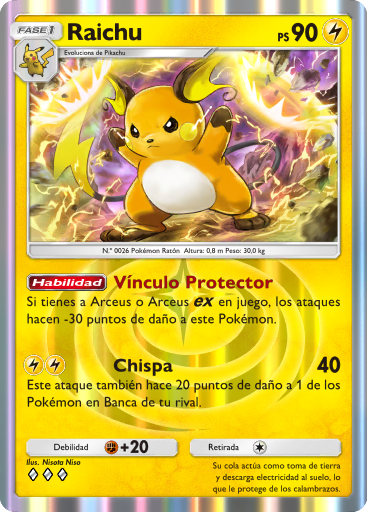 FASE 1
Raichu
PS 90
Evoluciona de Pikachu
N.º 0026 Pokémon Ratón Altura: 0,8 m Peso: 30,0 kg
Habilidad Vínculo Protector
Si tienes a Arceus o Arceus ex en juego, los ataques
hacen -30 puntos de daño a este Pokémon.
Chispa 40
Este ataque también hace 20 puntos de daño a 1 de los
Pokémon en Banca de tu rival.
Debilidad +20 Retirada
Ilus. Nisota Niso
Su cola actúa como toma de tierra
y descarga electricidad al suelo, lo
que le protege de los calambrazos.